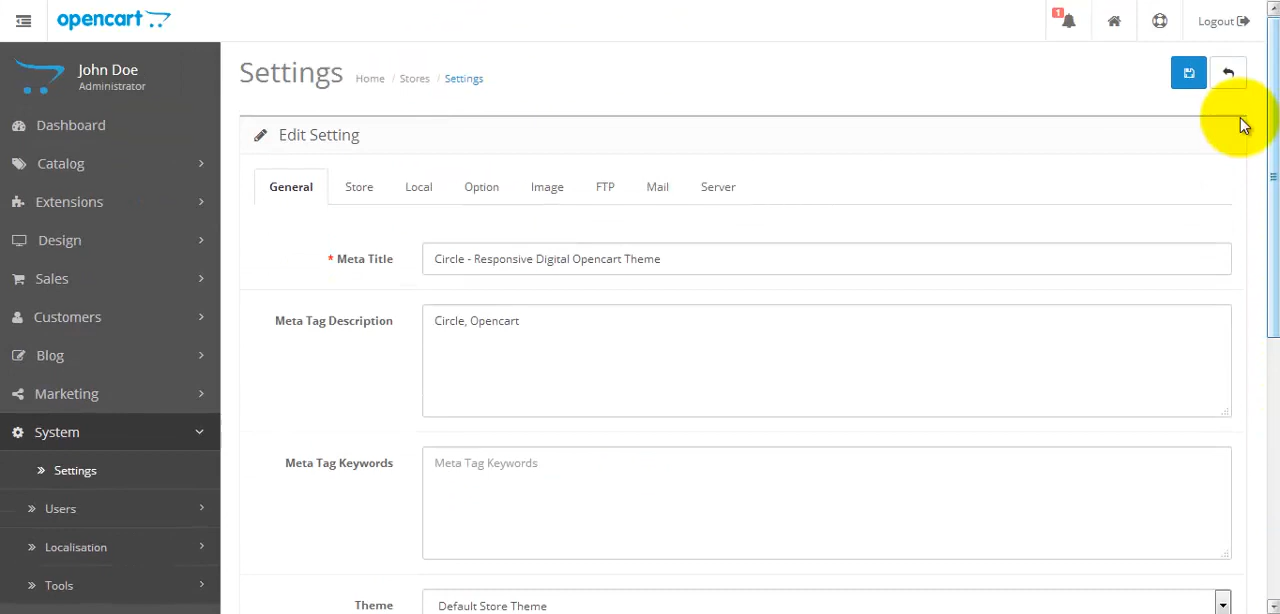 opencart
1
Logout
John Doe
Administrator
Settings
Home / Stores / Settings
Dashboard
Catalog
Extensions
Design
Sales
Customers
Blog
Marketing
System
Settings
Users
Localisation
Tools
Edit Setting
General Store Local Option Image FTP Mail Server
* Meta Title Circle - Responsive Digital Opencart Theme
Meta Tag Description Circle, Opencart
Meta Tag Keywords Meta Tag Keywords
Theme Default Store Theme